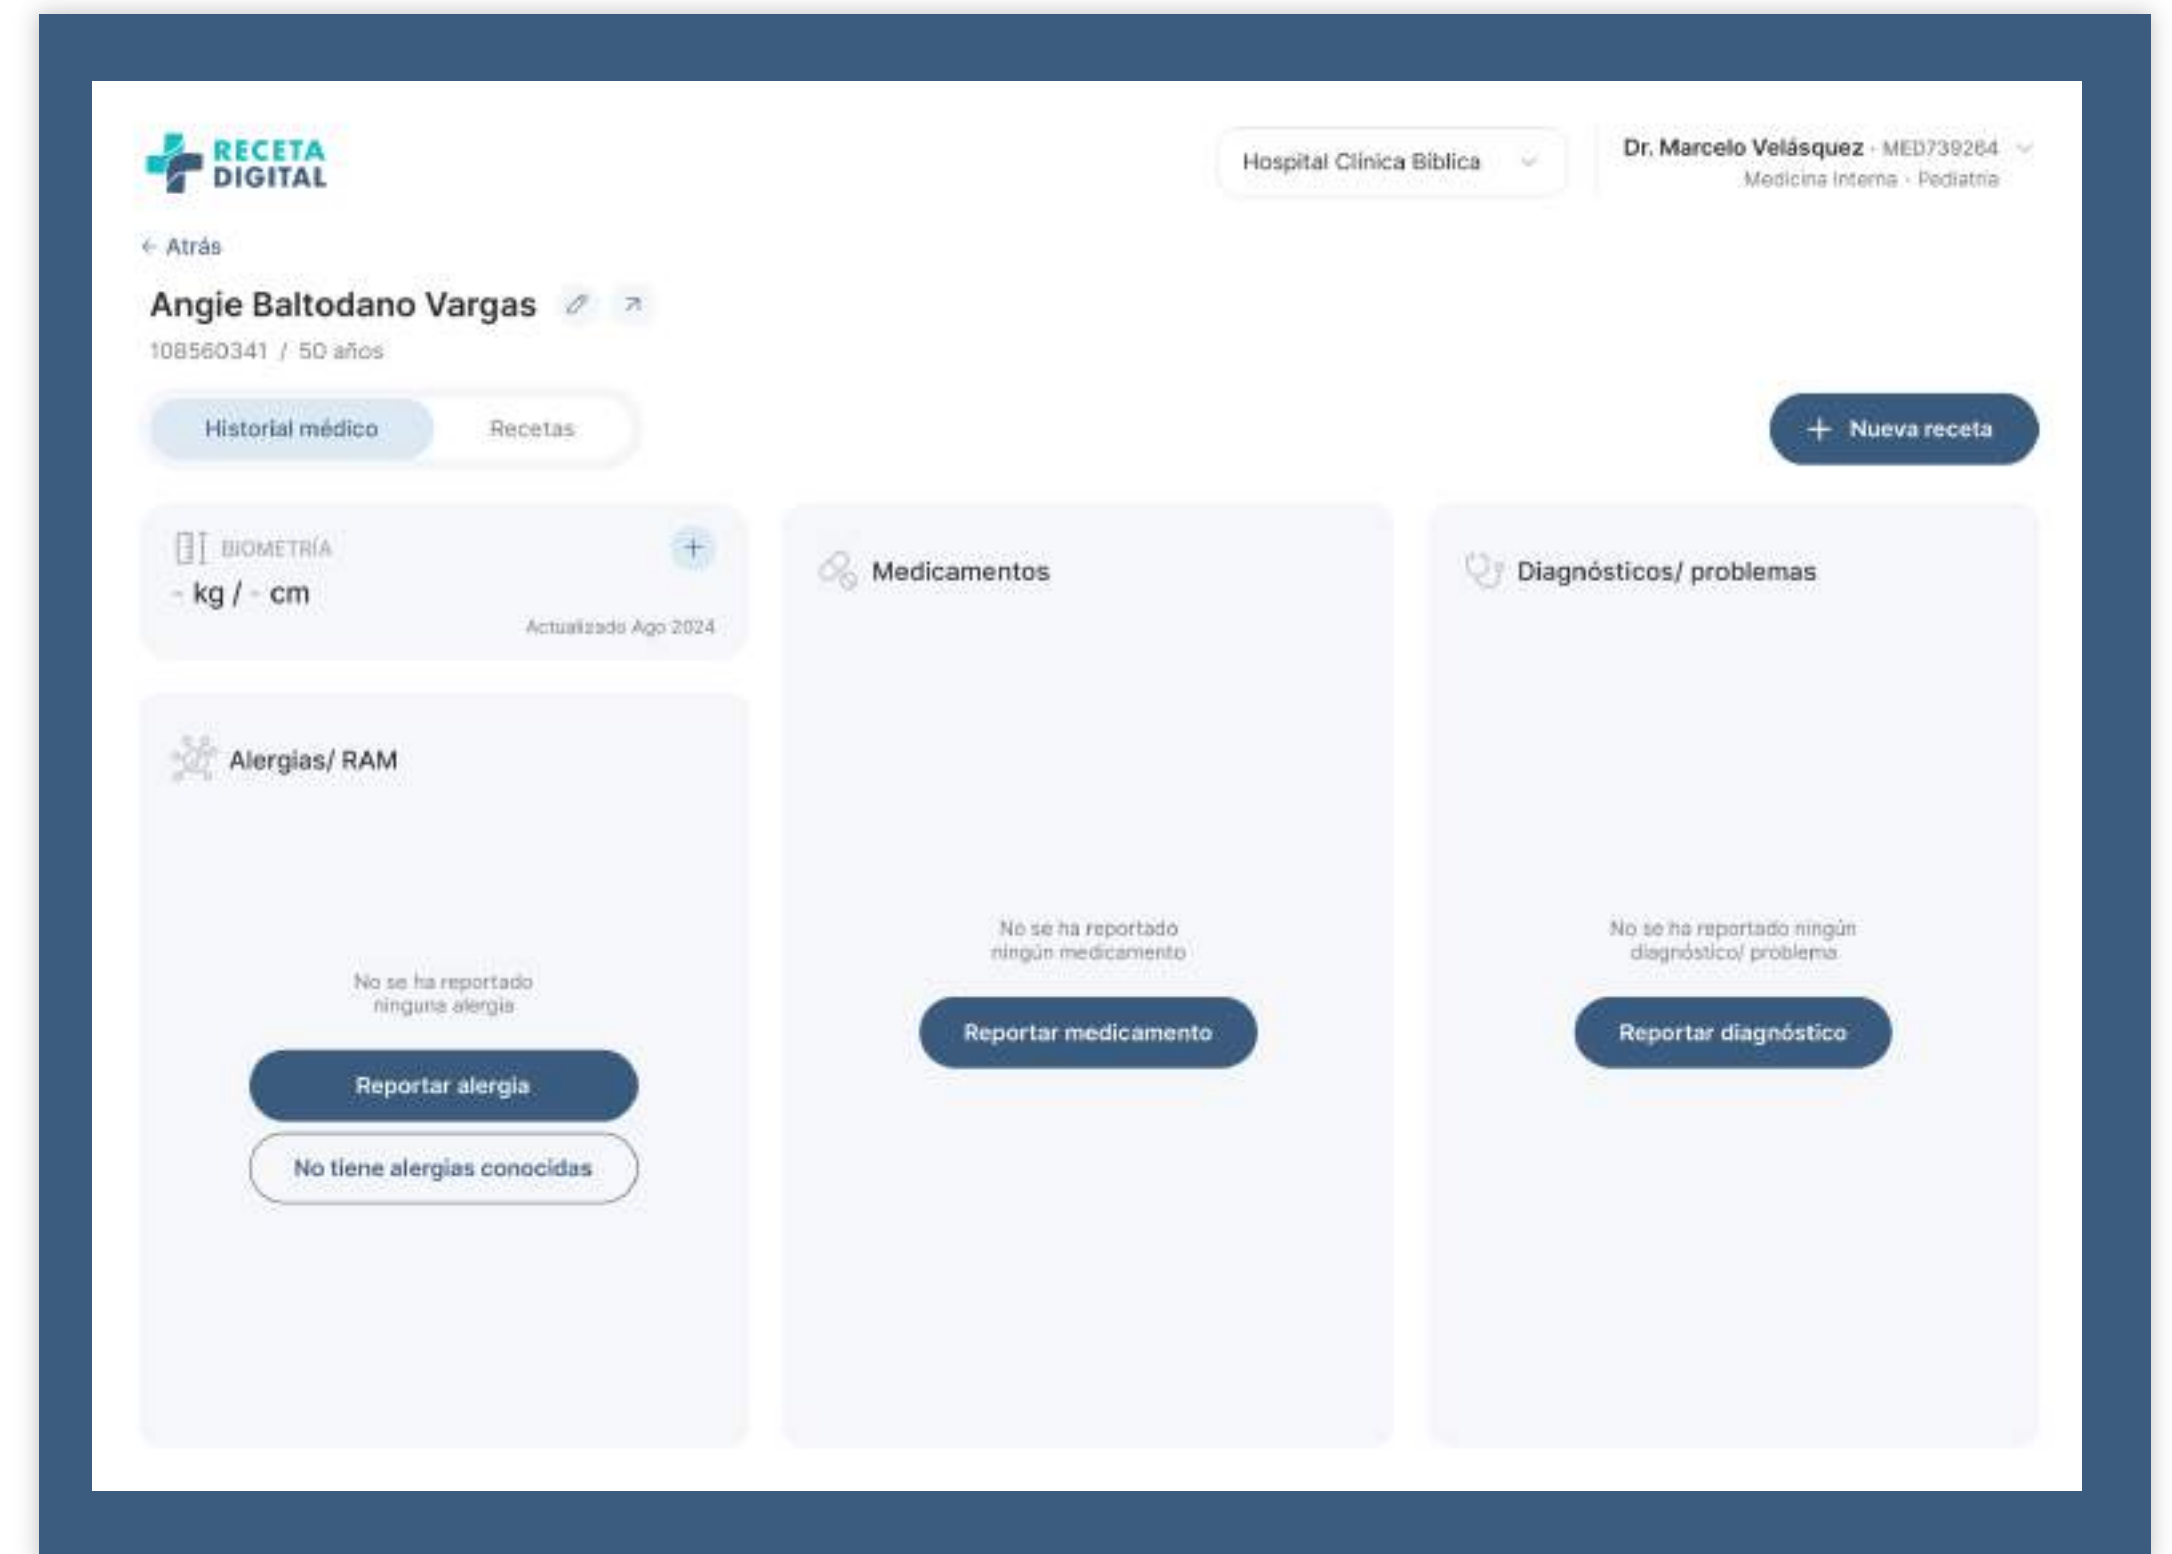 RECETA
DIGITAL
Hospital Clínica Bíblica
Dr. Marcelo Velásquez · MED739264
Medicina Interna · Pediatría
← Atrás
Angie Baltodano Vargas
108560341 / 50 años
Historial médico
Recetas
+ Nueva receta
BIOMETRÍA
- kg / - cm
Actualizado Ago 2024
Medicamentos
Diagnósticos/ problemas
Alergias/ RAM
No se ha reportado
ninguna alergia
Reportar alergia
No tiene alergias conocidas
No se ha reportado
ningún medicamento
Reportar medicamento
No se ha reportado ningún
diagnóstico/ problema
Reportar diagnóstico